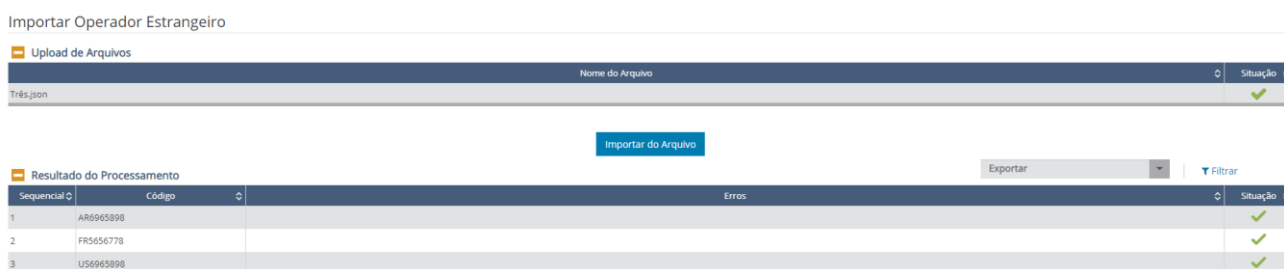 Importar Operador Estrangeiro
Upload de Arquivos
Nome do Arquivo Situação
Três.json
Importar do Arquivo
Resultado do Processamento Exportar Filtrar
Sequencial Código Erros Situação
1 AR6965898
2 FR5656778
3 US6965898